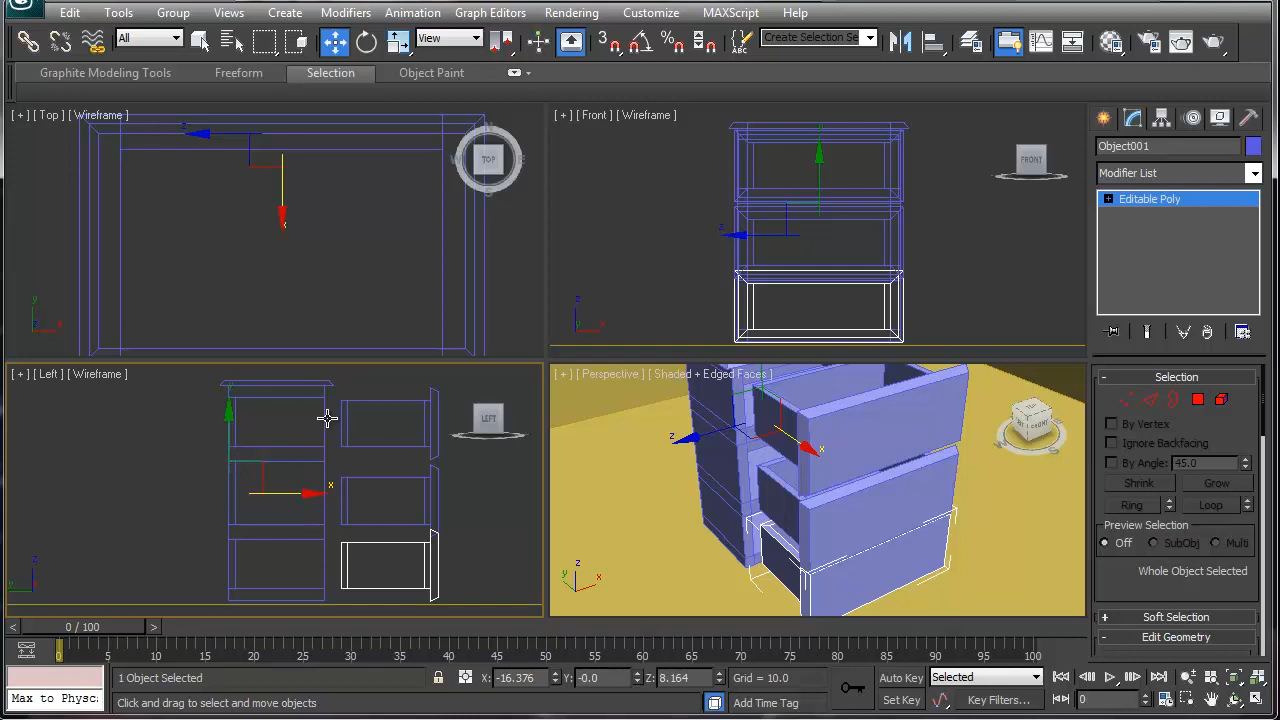 Edit Tools Group Views Create Modifiers Animation Graph Editors Rendering Customize MAXScript Help
All View 3 Create Selection Se
Graphite Modeling Tools Freeform Selection Object Paint
[ + ] [ Top ] [ Wireframe ]
[ + ] [ Front ] [ Wireframe ]
TOP
FRONT
Object001
Modifier List
Editable Poly
[ + ] [ Left ] [ Wireframe ]
[ + ] [ Perspective ] [ Shaded + Edged Faces ]
LEFT
Selection
By Vertex
Ignore Backfacing
By Angle: 45.0
Shrink Grow
Ring Loop
Preview Selection
Off SubObj Multi
Whole Object Selected
Soft Selection
Edit Geometry
0 / 100
0 5 10 15 20 25 30 35 40 45 50 55 60 65 70 75 80 85 90 95 100
1 Object Selected X: -16.376 Y: -0.0 Z: 8.164 Grid = 10.0 Auto Key Selected
Max to Physc: Click and drag to select and move objects Add Time Tag Set Key Key Filters... 0